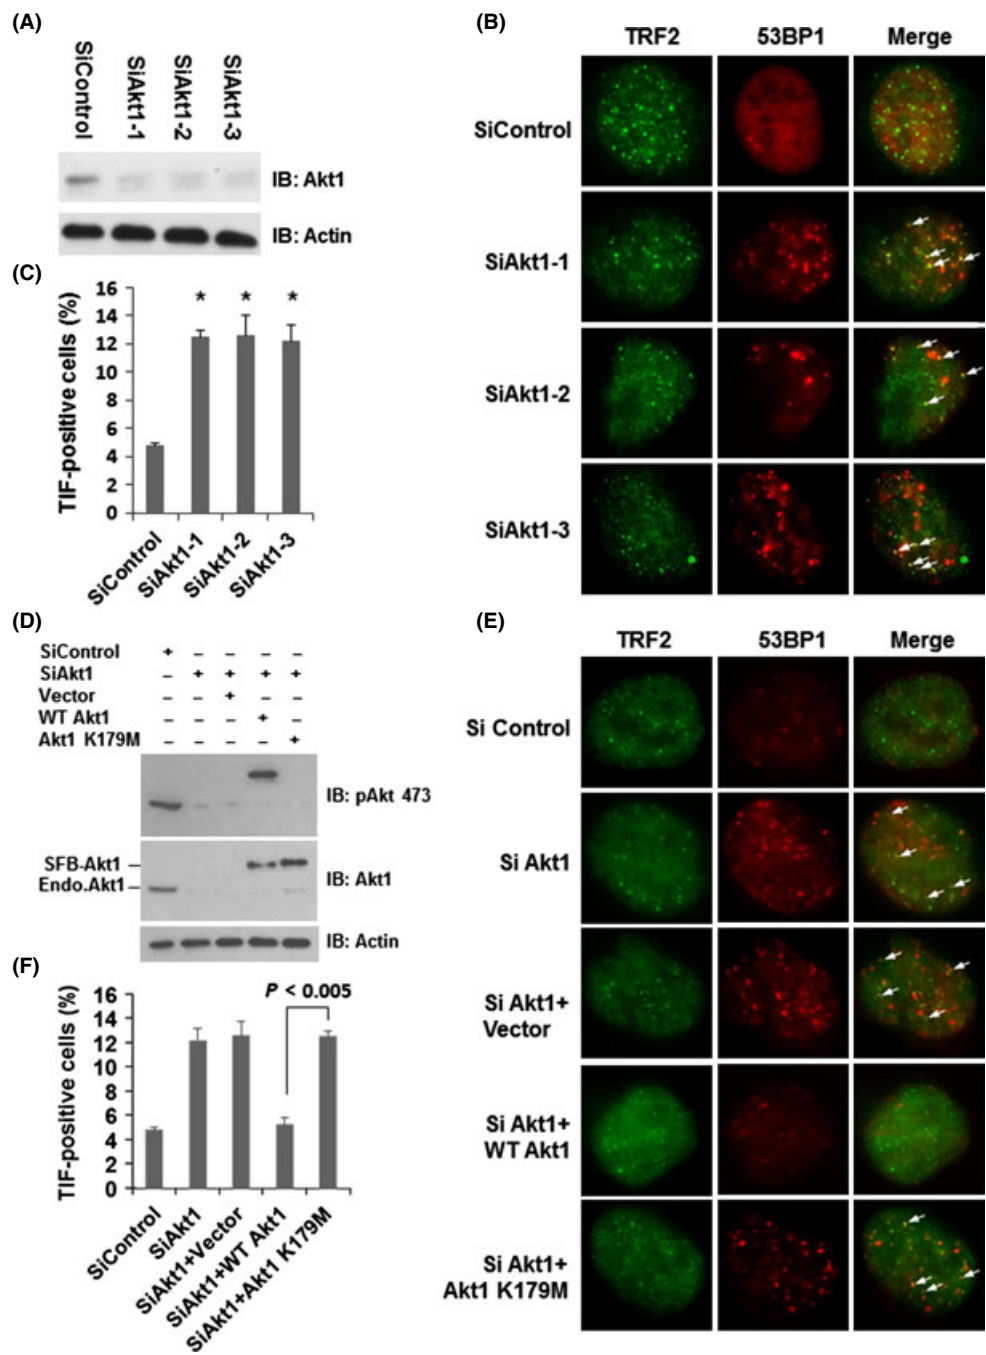 (A)
SiControl
SiAkt1-1
SiAkt1-2
SiAkt1-3
IB: Akt1
IB: Actin
(B)
TRF2 53BP1 Merge
SiControl
SiAkt1-1
SiAkt1-2
SiAkt1-3
(C)
TIF-positive cells (%)
16
14
12
10
8
6
4
2
0
* * *
SiControl
SiAkt1-1
SiAkt1-2
SiAkt1-3
(D)
SiControl + – – – –
SiAkt1 – + + + +
Vector – – + – –
WT Akt1 – – – + –
Akt1 K179M – – – – +
IB: pAkt 473
SFB-Akt1
Endo.Akt1
IB: Akt1
IB: Actin
(E)
TRF2 53BP1 Merge
Si Control
Si Akt1
Si Akt1+
Vector
Si Akt1+
WT Akt1
Si Akt1+
Akt1 K179M
(F)
TIF-positive cells (%)
16
14
12
10
8
6
4
2
0
P < 0.005
SiControl
SiAkt1
SiAkt1+Vector
SiAkt1+WT Akt1
SiAkt1+Akt1 K179M